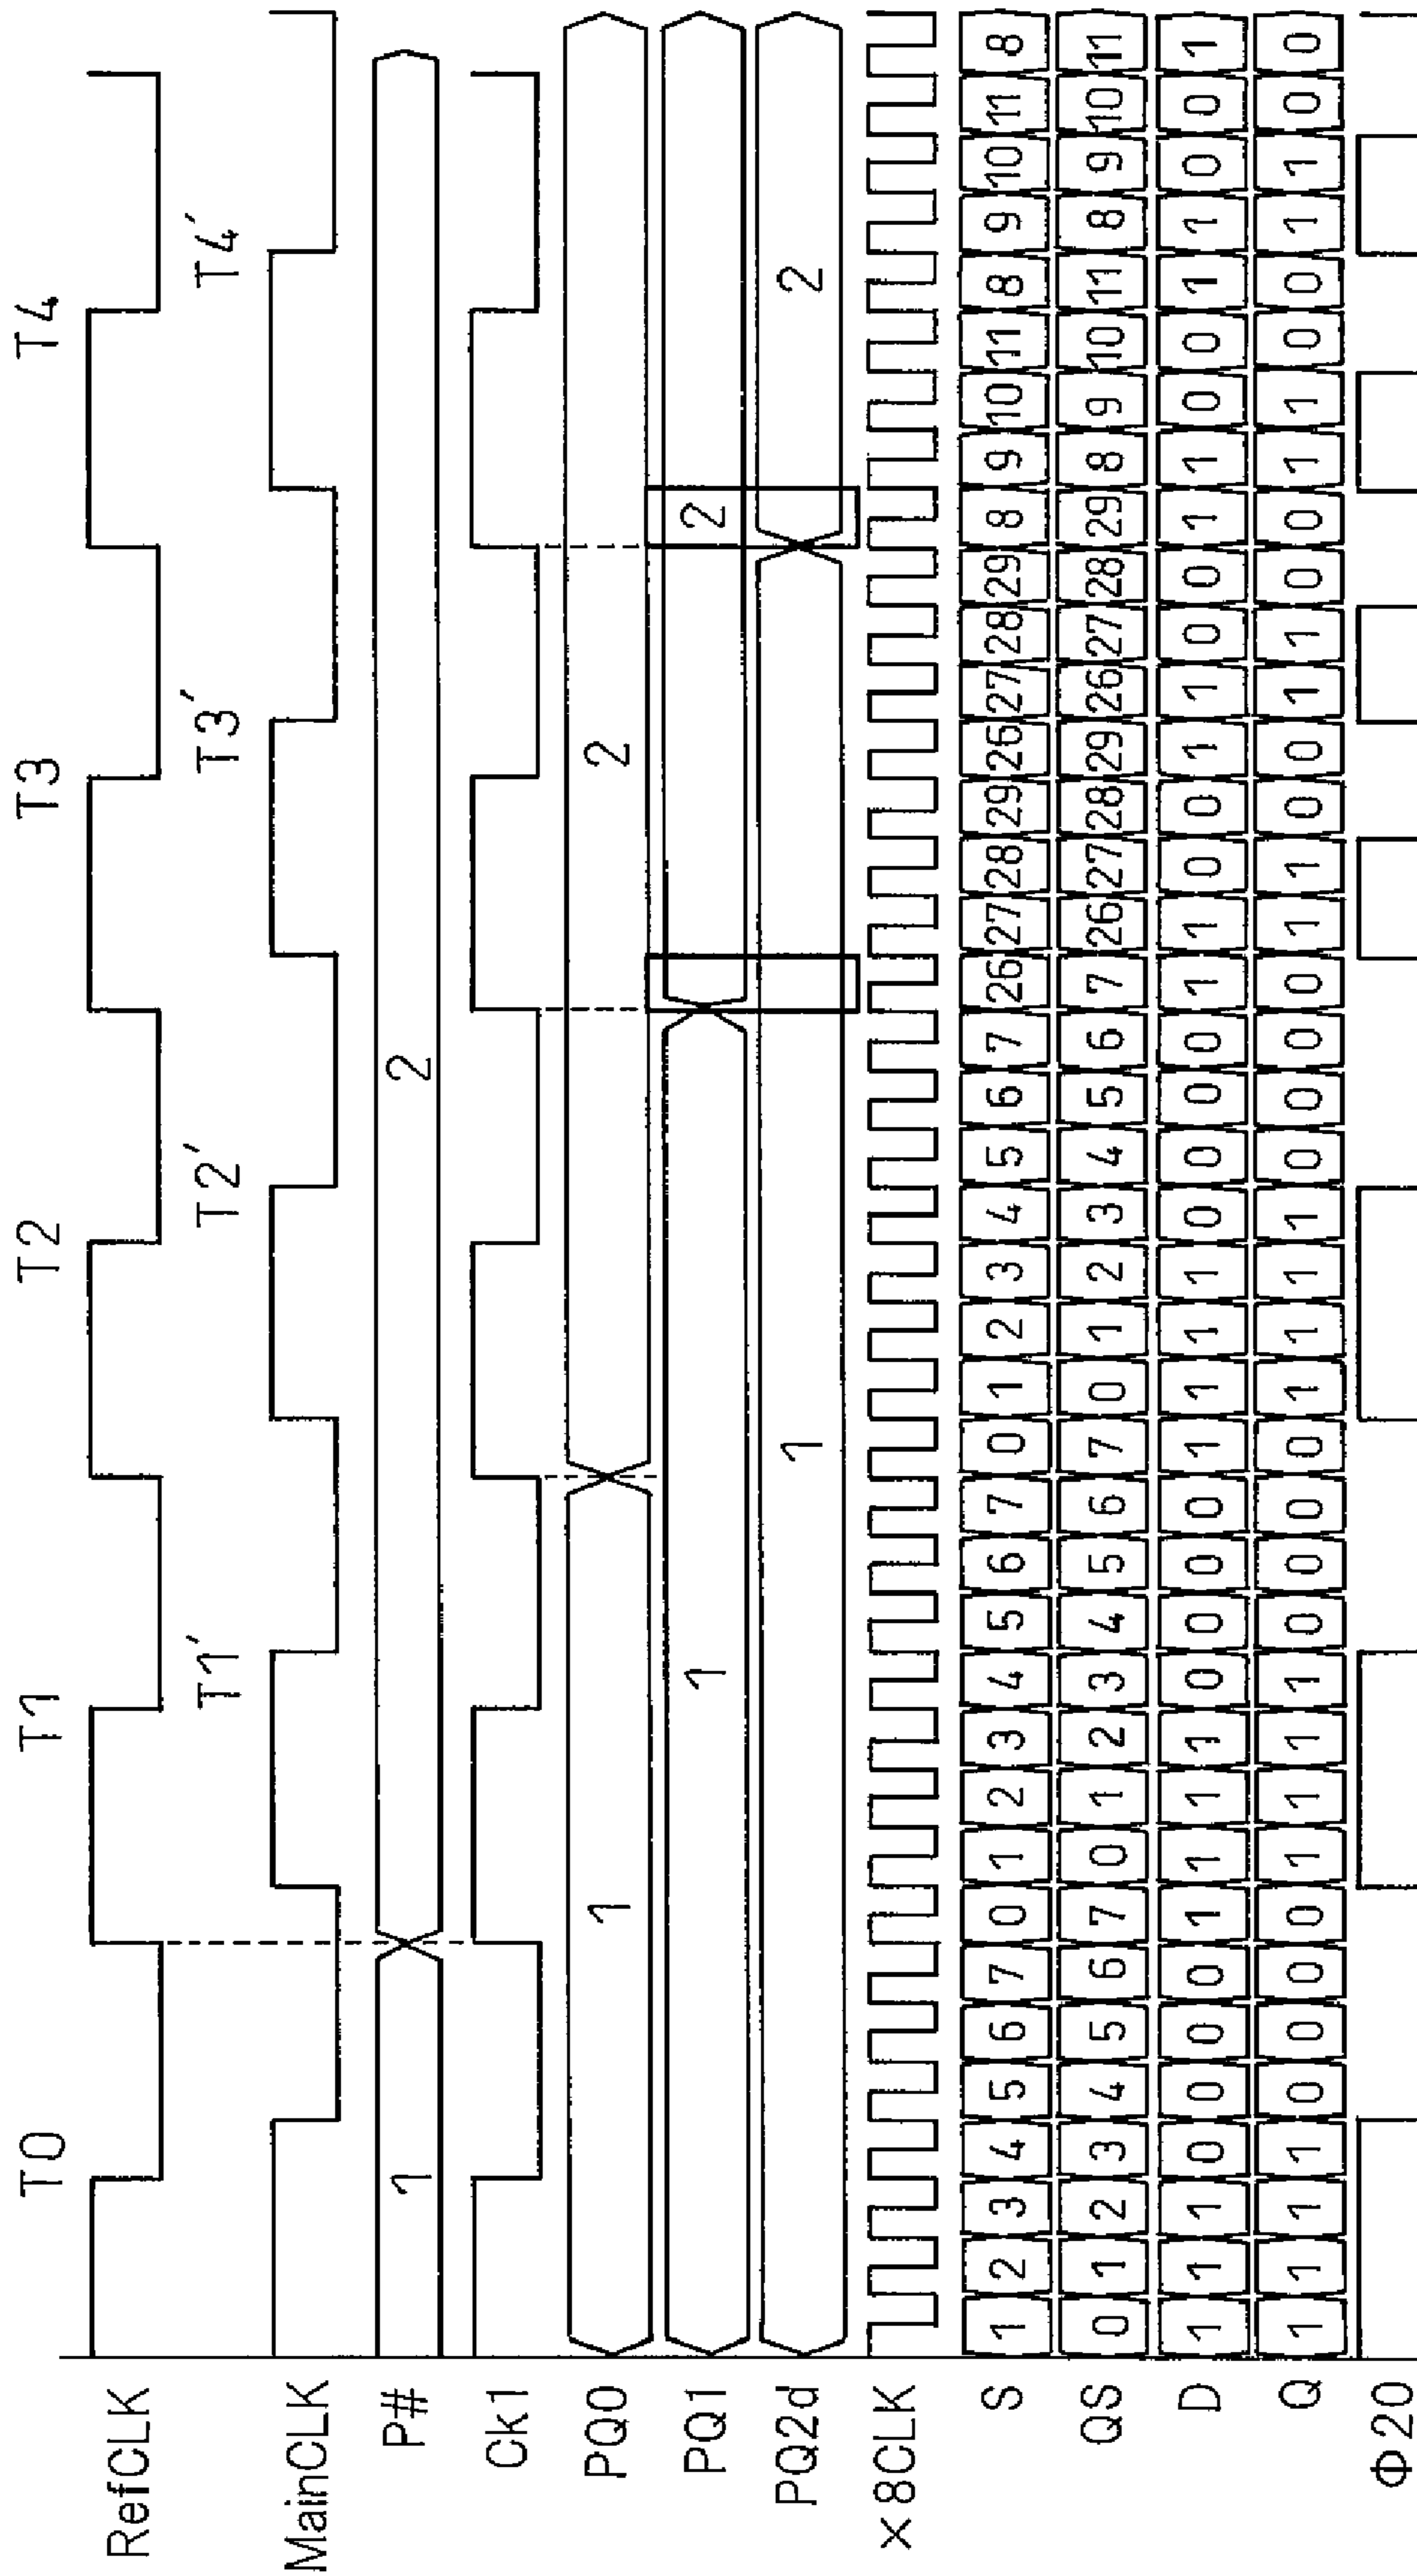 T0 T1 T2 T3 T4
RefCLK
T1′ T2′ T3′ T4′
MainCLK
P# 1 2
Ck1
PQ0 1 2
PQ1 1 2
PQ2d 1 2
×8CLK
S 1 2 3 4 5 6 7 0 1 2 3 4 5 6 7 0 1 2 3 4 5 6 7 26 27 28 29 26 27 28 29 8 9 10 11 8 9 10 11 8
QS 0 1 2 3 4 5 6 7 0 1 2 3 4 5 6 7 0 1 2 3 4 5 6 7 26 27 28 29 26 27 28 29 8 9 10 11 8 9 10 11
D 1 1 1 0 0 0 0 1 1 1 1 0 0 0 0 1 1 1 1 0 0 0 0 1 1 0 0 1 1 0 0 1 1 0 0 1 1 0 0 1
Q 1 1 1 1 0 0 0 0 1 1 1 1 0 0 0 0 1 1 1 1 0 0 0 0 1 1 0 0 1 1 0 0 1 1 0 0 1 1 0 0
Φ20